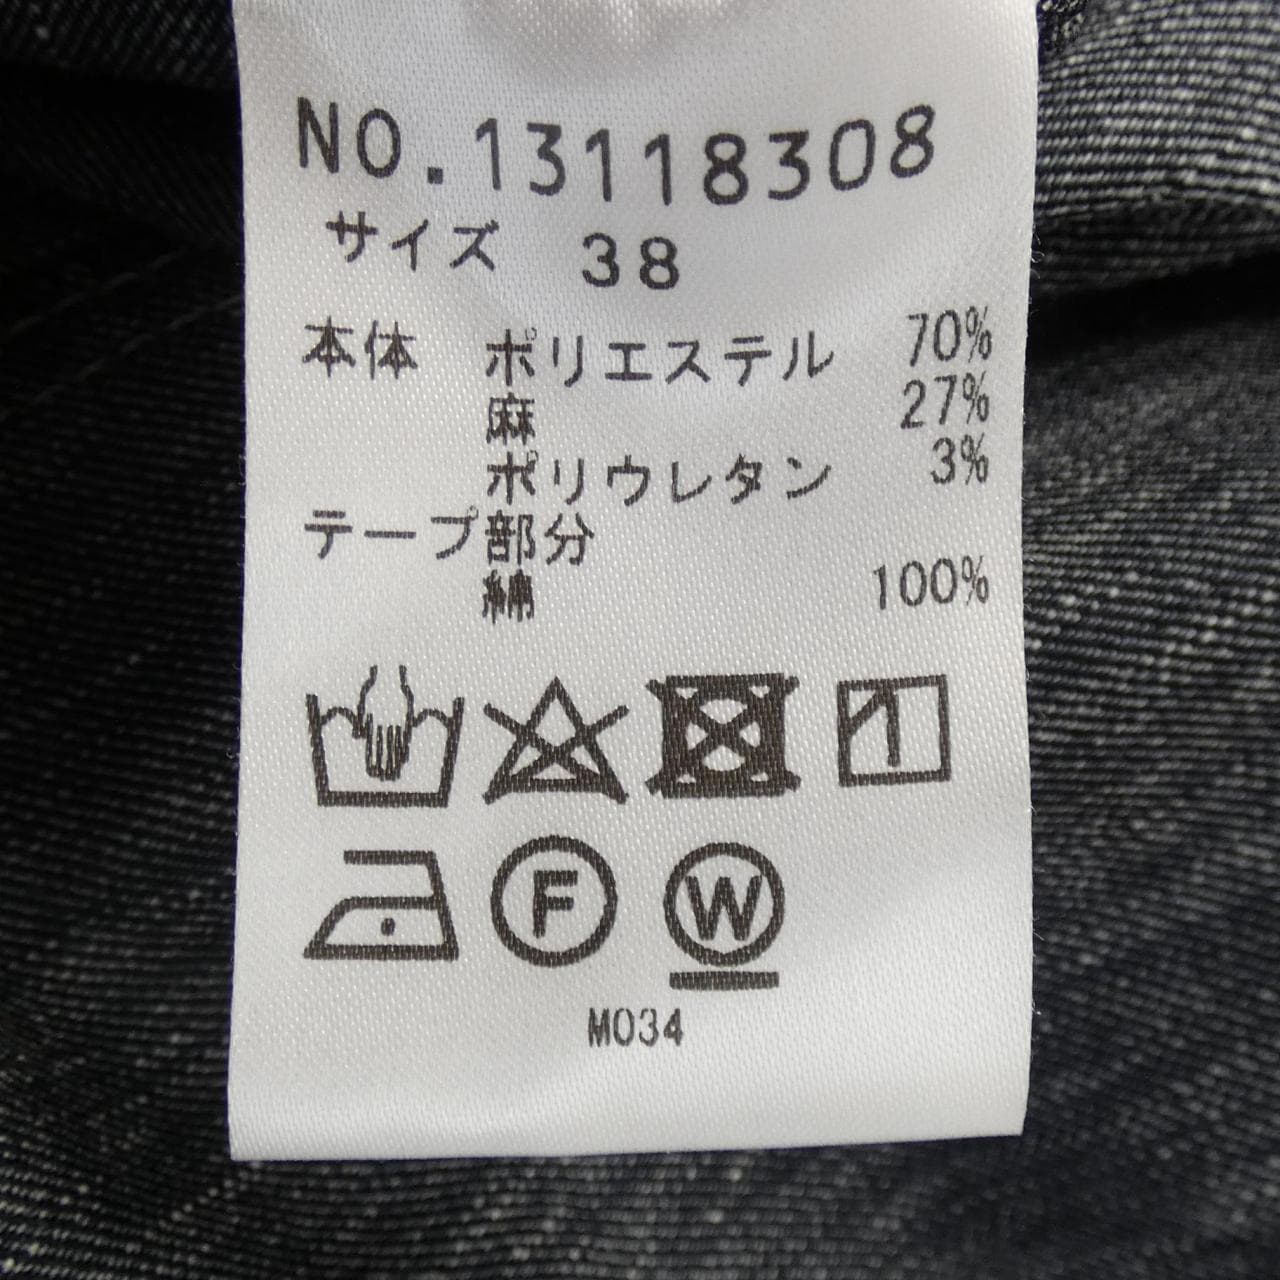 NO.13118308
サイズ 38
本体 ポリエステル 70%
麻 27%
ポリウレタン 3%
テープ部分
綿 100%
F W
M034